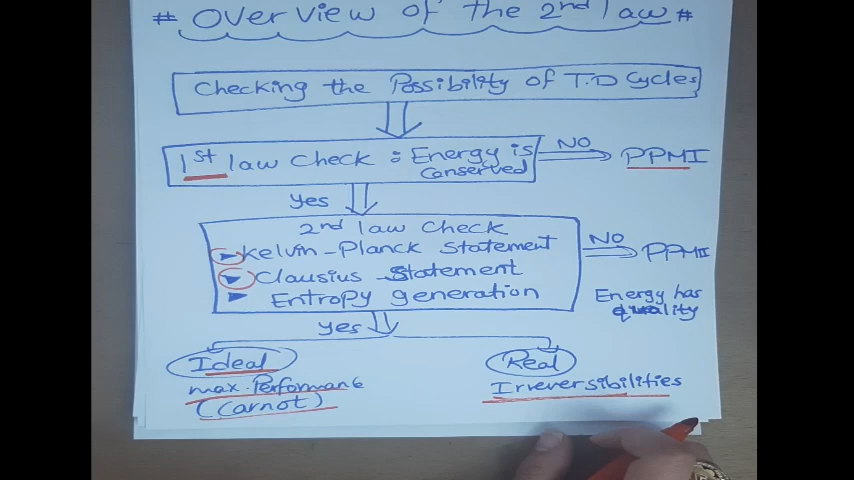 # Overview of the 2nd law #
Checking the Possibility of T.D Cycles
1st law check : Energy is
Conserved
NO
PPMI
Yes
2nd law check
► Kelvin-Planck statement
► Clausius statement
► Entropy generation
NO
PPMII
Energy has
quality
Yes
Ideal
max. Performance
(Carnot)
Real
Irreversibilities